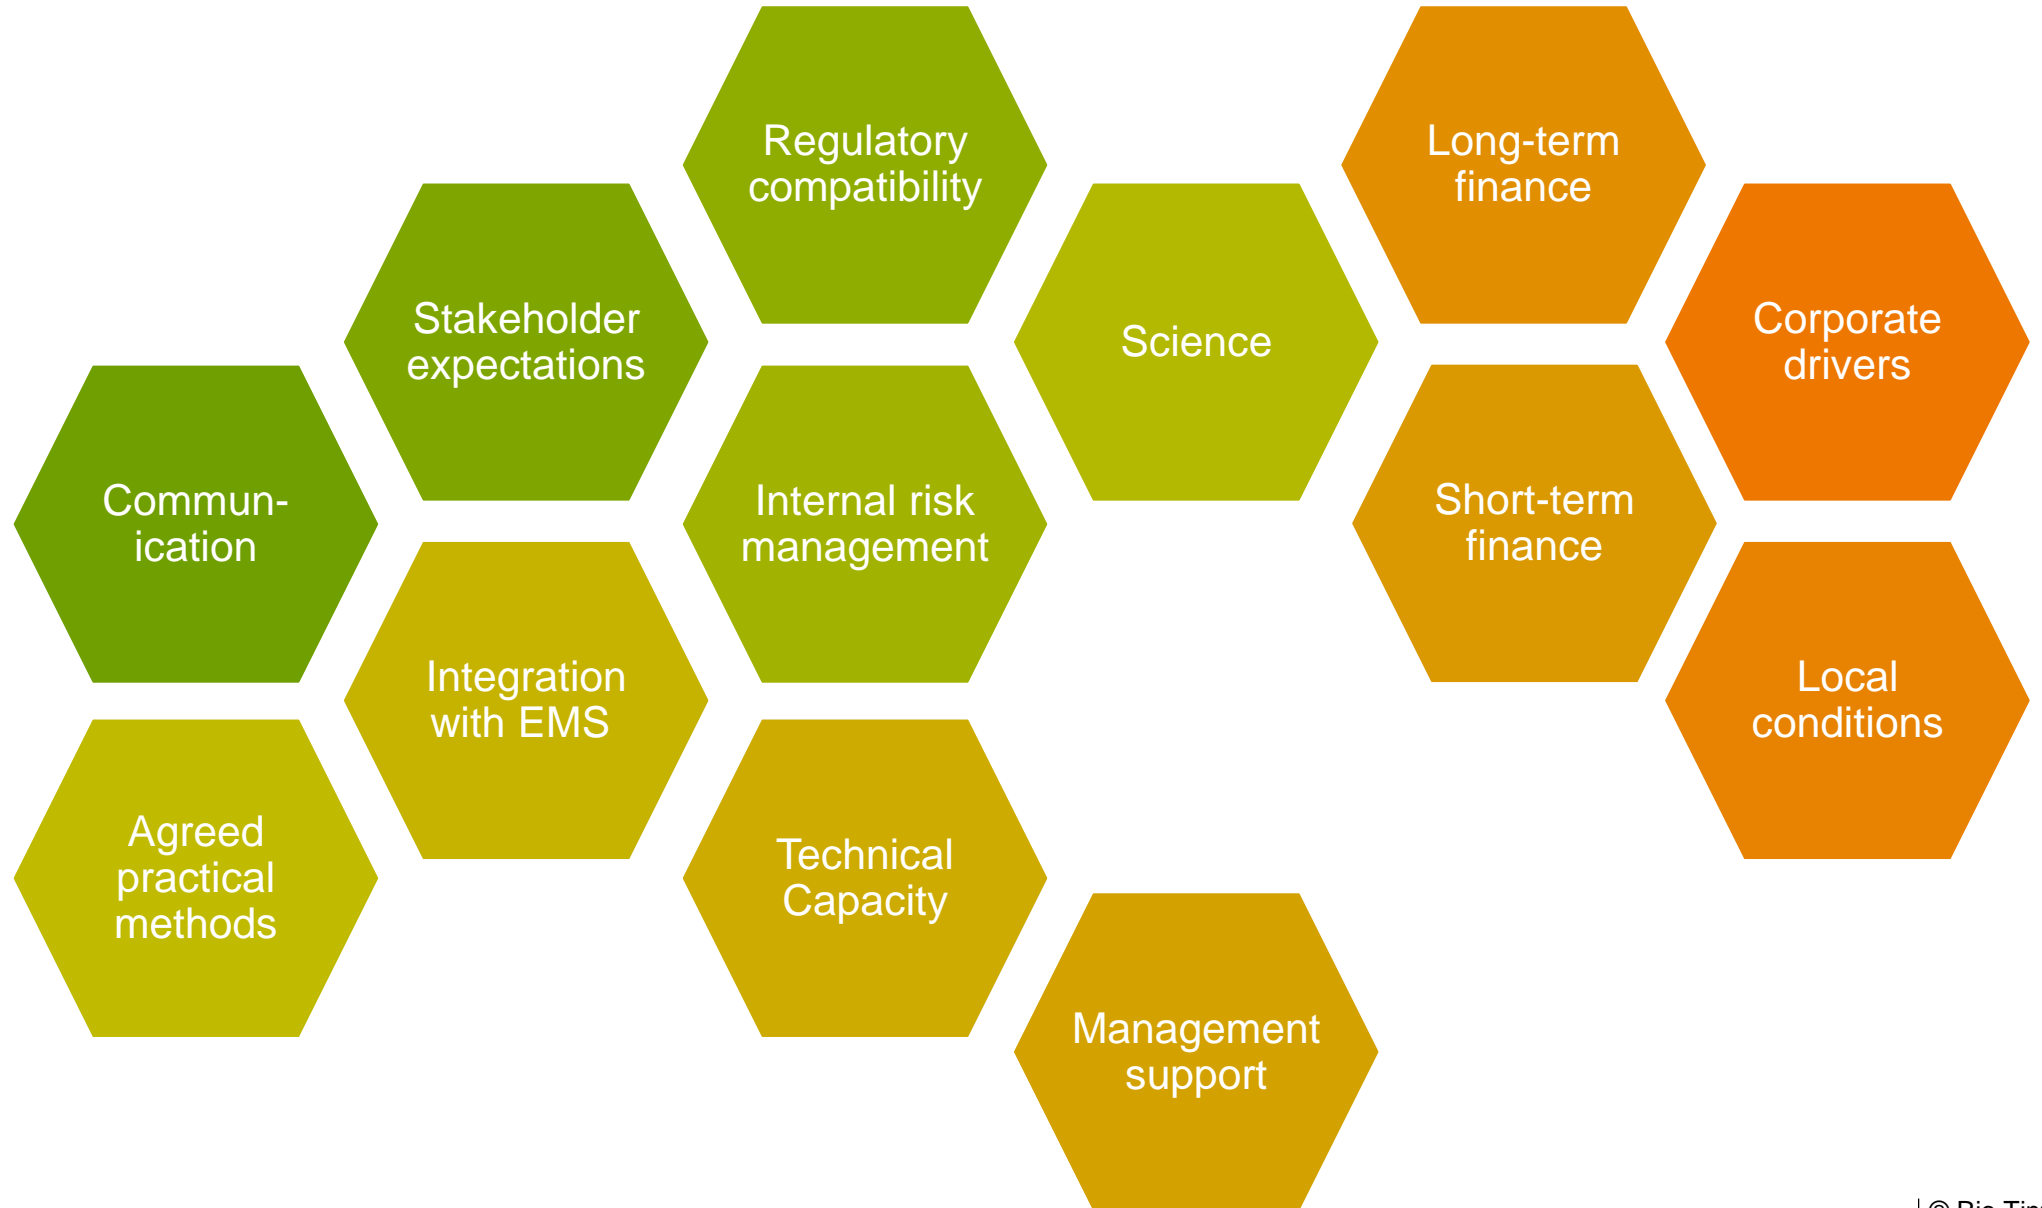 Regulatory
compatibility
Long-term
finance
Stakeholder
expectations
Science
Corporate
drivers
Commun-
ication
Internal risk
management
Short-term
finance
Integration
with EMS
Local
conditions
Agreed
practical
methods
Technical
Capacity
Management
support